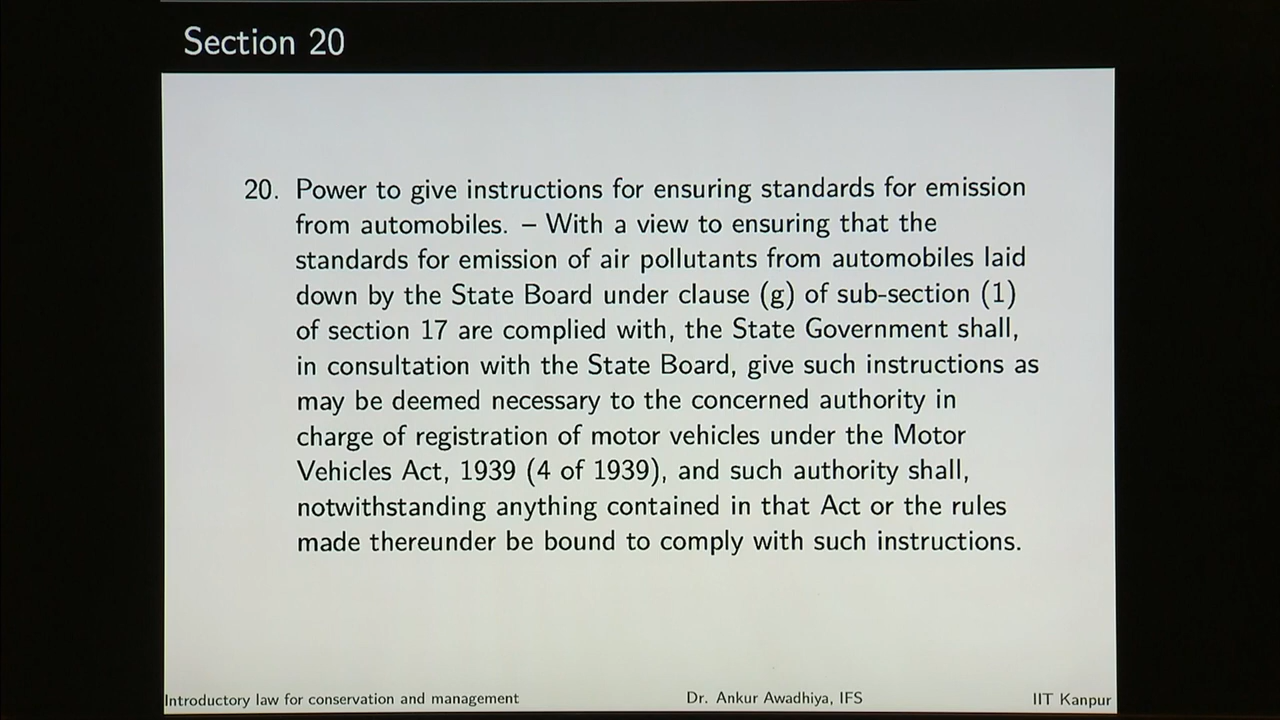 Section 20
20. Power to give instructions for ensuring standards for emission
from automobiles. – With a view to ensuring that the
standards for emission of air pollutants from automobiles laid
down by the State Board under clause (g) of sub-section (1)
of section 17 are complied with, the State Government shall,
in consultation with the State Board, give such instructions as
may be deemed necessary to the concerned authority in
charge of registration of motor vehicles under the Motor
Vehicles Act, 1939 (4 of 1939), and such authority shall,
notwithstanding anything contained in that Act or the rules
made thereunder be bound to comply with such instructions.
Introductory law for conservation and management Dr. Ankur Awadhiya, IFS IIT Kanpur